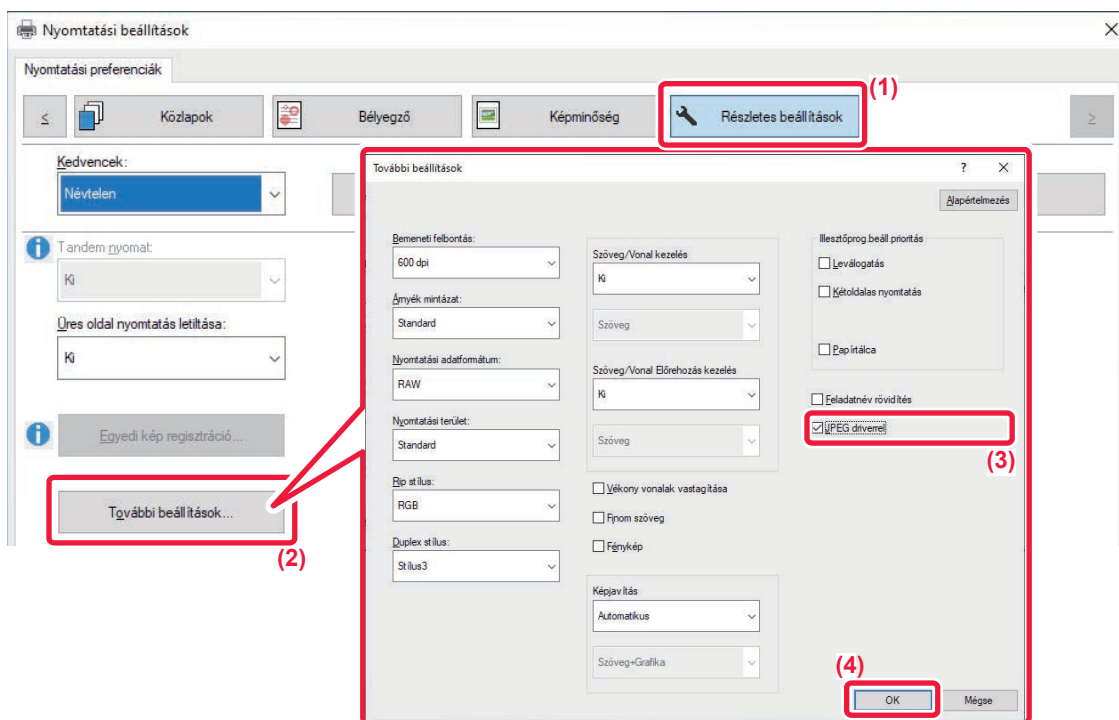 Nyomtatási beállítások
Nyomtatási preferenciák
(1)
<
Közlapok
Bélyegző
Képminőség
Részletes beállítások
>
Kedvencek:
Névtelen
Tandem nyomat:
Ki
Üres oldal nyomtatás letiltása:
Ki
Egyedi kép regisztráció...
További beállítások...
(2)
További beállítások
?
Alapértelmezés
Bemeneti felbontás:
600 dpi
Árnyék mintázat:
Standard
Nyomtatási adatformátum:
RAW
Nyomtatási terület:
Standard
Rip stílus:
RGB
Duplex stílus:
Stílus3
Szöveg/Vonal kezelés
Ki
Szöveg
Szöveg/Vonal Előrehozás kezelés
Ki
Szöveg
Vékony vonalak vastagítása
Finom szöveg
Fénykép
Képjavítás
Automatikus
Szöveg+Grafika
Illesztőprog.beáll prioritás
Leválogatás
Kétoldalas nyomtatás
Papírtálca
Feladatnév rövidítés
JPEG driverrel
(3)
(4)
OK
Mégse